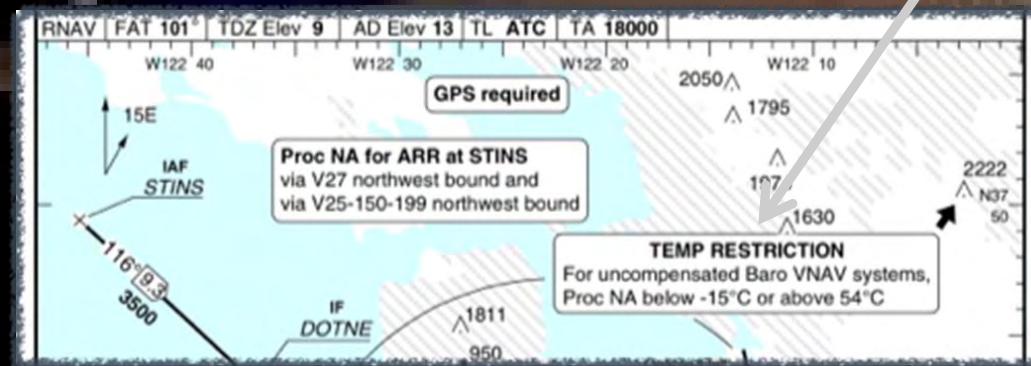 RNAV FAT 101° TDZ Elev 9 AD Elev 13 TL ATC TA 18000
W122 40 W122 30 W122 20 W122 10
2050
GPS required
1795
15E
Proc NA for ARR at STINS
via V27 northwest bound and
via V25-150-199 northwest bound
IAF
STINS
2222
N37
50
1630
TEMP RESTRICTION
For uncompensated Baro VNAV systems,
Proc NA below -15°C or above 54°C
116° 9.3
3500
IF
DOTNE
1811
950